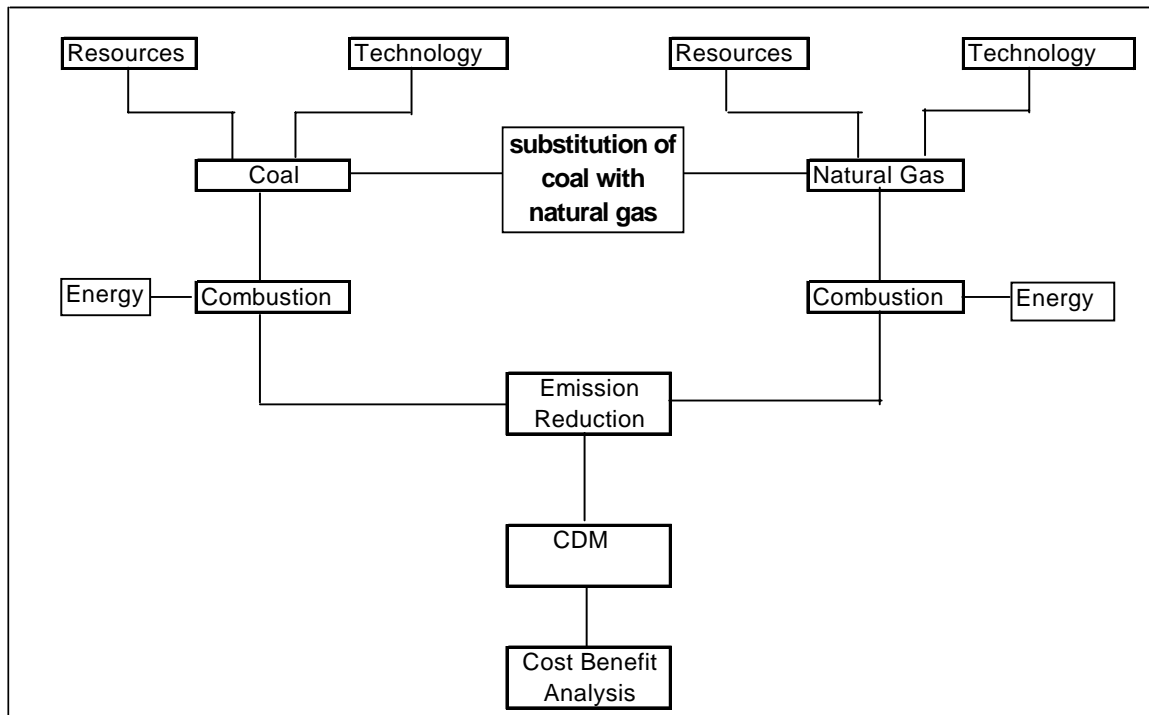 Resources
Technology
Resources
Technology
substitution of
coal with
natural gas
Coal
Natural Gas
Energy
Combustion
Combustion
Energy
Emission
Reduction
CDM
Cost Benefit
Analysis